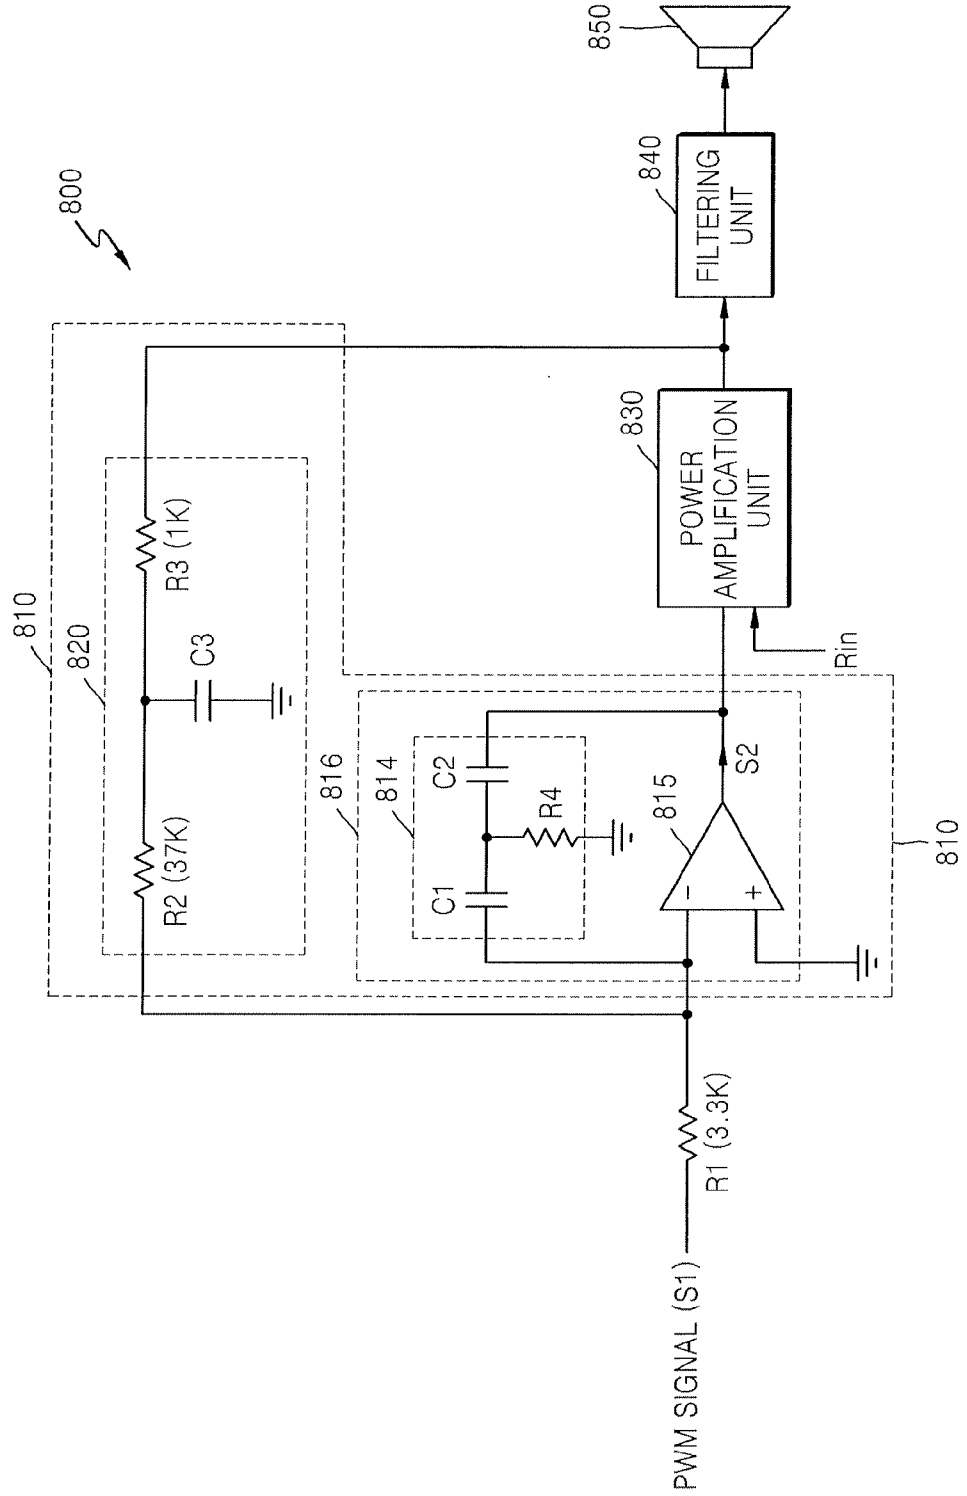 800
810
820
R2 (37K)
R3 (1K)
C3
816
814
C1
C2
R4
815
-
+
S2
810
PWM SIGNAL (S1)
R1 (3.3K)
Rin
830
POWER
AMPLIFICATION
UNIT
840
FILTERING
UNIT
850